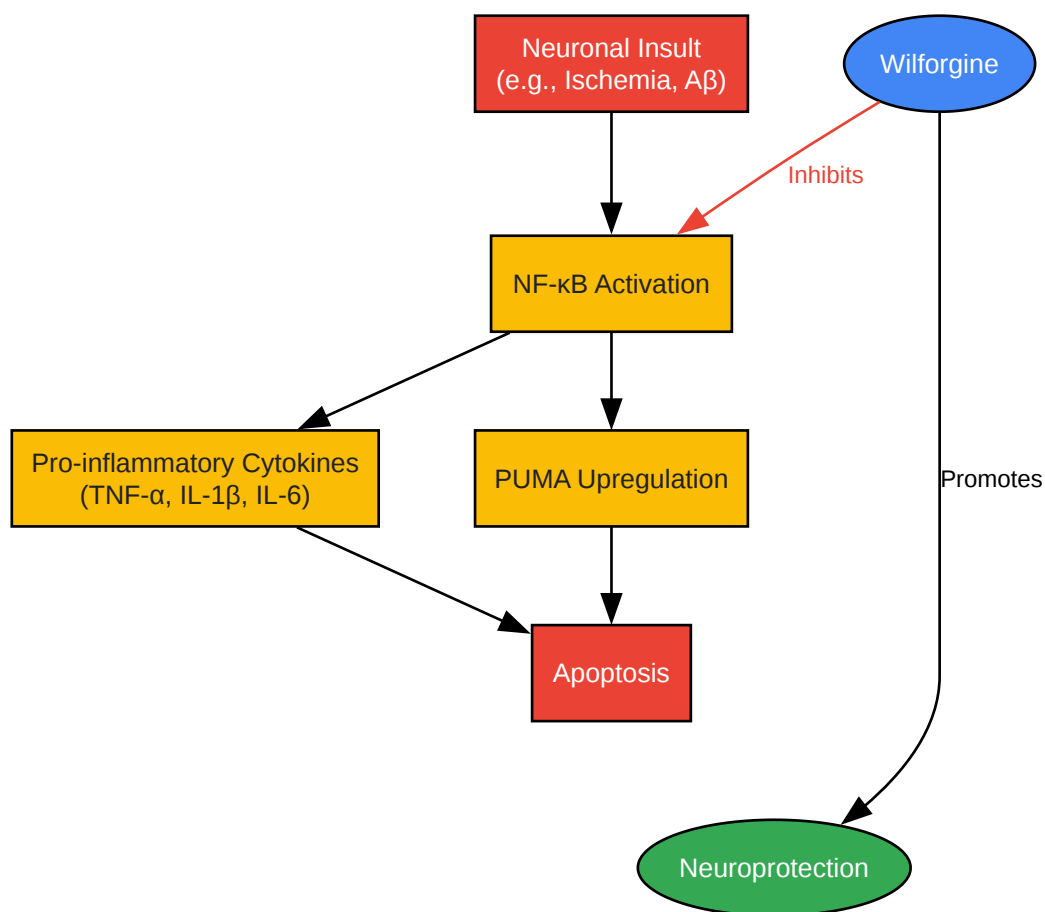 Neuronal Insult
(e.g., Ischemia, Aβ)
Wilforgine
Inhibits
NF-κB Activation
Pro-inflammatory Cytokines
(TNF-α, IL-1β, IL-6)
PUMA Upregulation
Promotes
Apoptosis
Neuroprotection